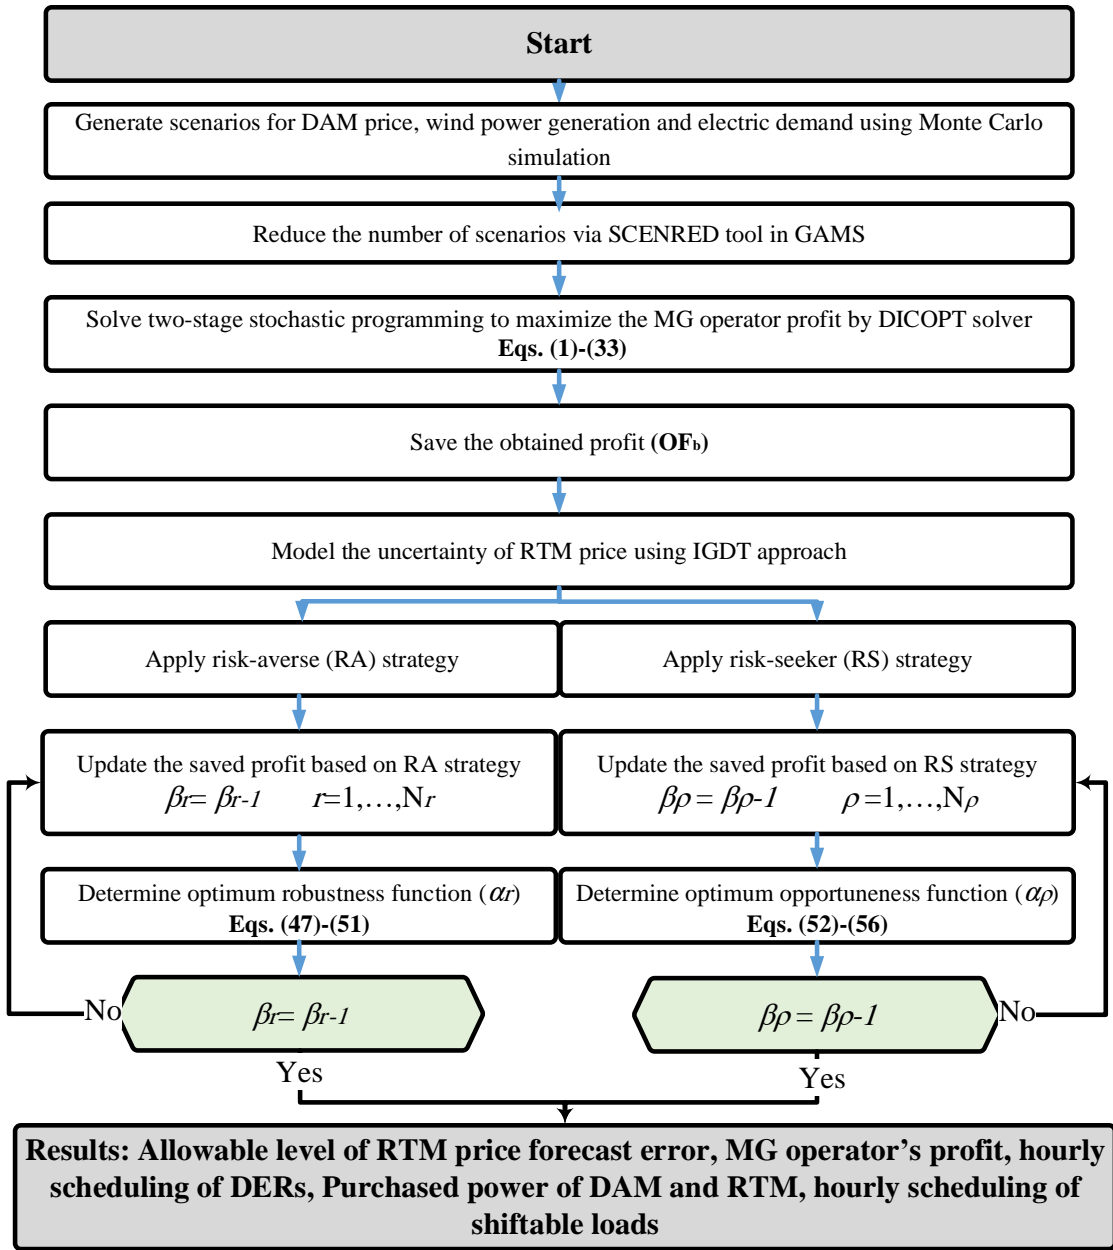 Start
Generate scenarios for DAM price, wind power generation and electric demand using Monte Carlo
simulation
Reduce the number of scenarios via SCENRED tool in GAMS
Solve two-stage stochastic programming to maximize the MG operator profit by DICOPT solver
Eqs. (1)-(33)
Save the obtained profit (OFb)
Model the uncertainty of RTM price using IGDT approach
Apply risk-averse (RA) strategy
Apply risk-seeker (RS) strategy
Update the saved profit based on RA strategy
βr= βr-1 r=1,…,Nr
Update the saved profit based on RS strategy
βρ = βρ-1 ρ =1,…,Nρ
Determine optimum robustness function (αr)
Eqs. (47)-(51)
Determine optimum opportuneness function (αρ)
Eqs. (52)-(56)
No
βr= βr-1
βρ = βρ-1
No
Yes
Yes
Results: Allowable level of RTM price forecast error, MG operator’s profit, hourly
scheduling of DERs, Purchased power of DAM and RTM, hourly scheduling of
shiftable loads